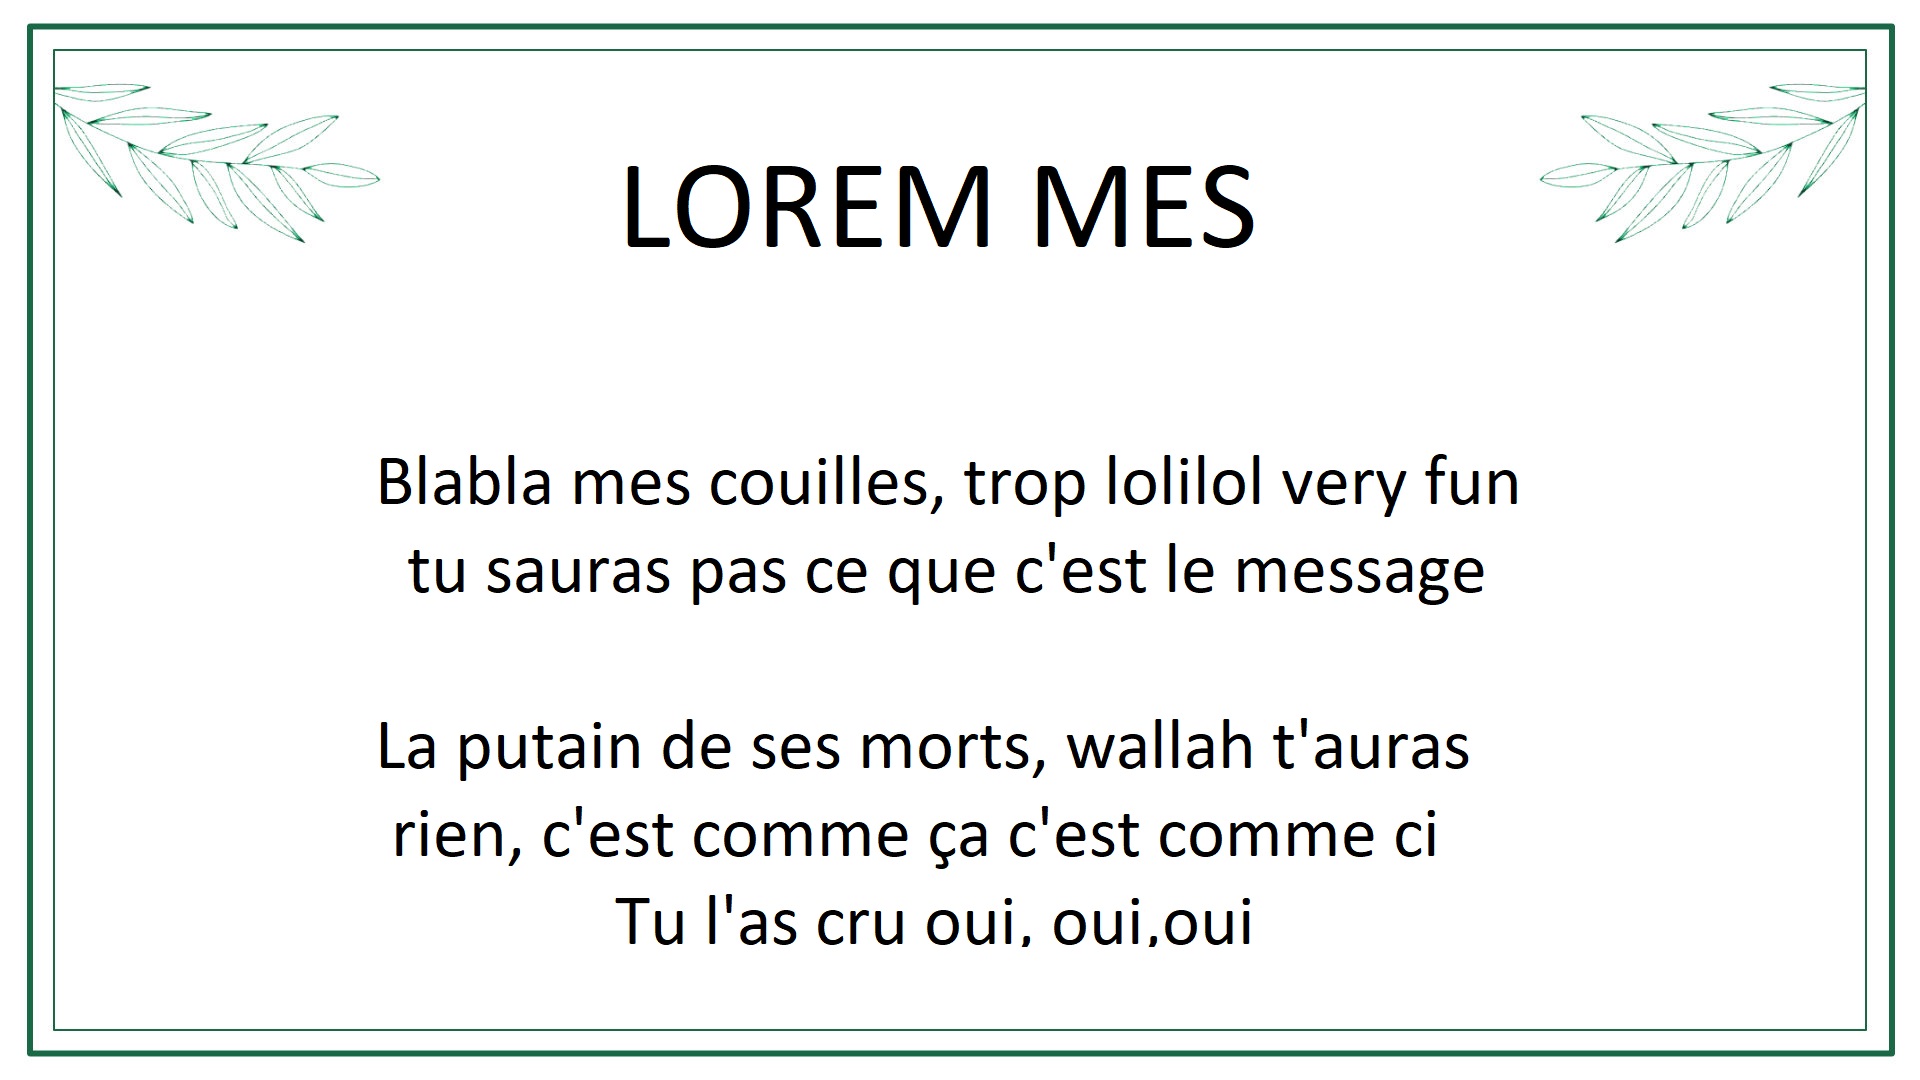 LOREM MES
Blabla mes couilles, trop lolilol very fun
tu sauras pas ce que c'est le message
La putain de ses morts, wallah t'auras
rien, c'est comme ça c'est comme ci
Tu l'as cru oui, oui,oui